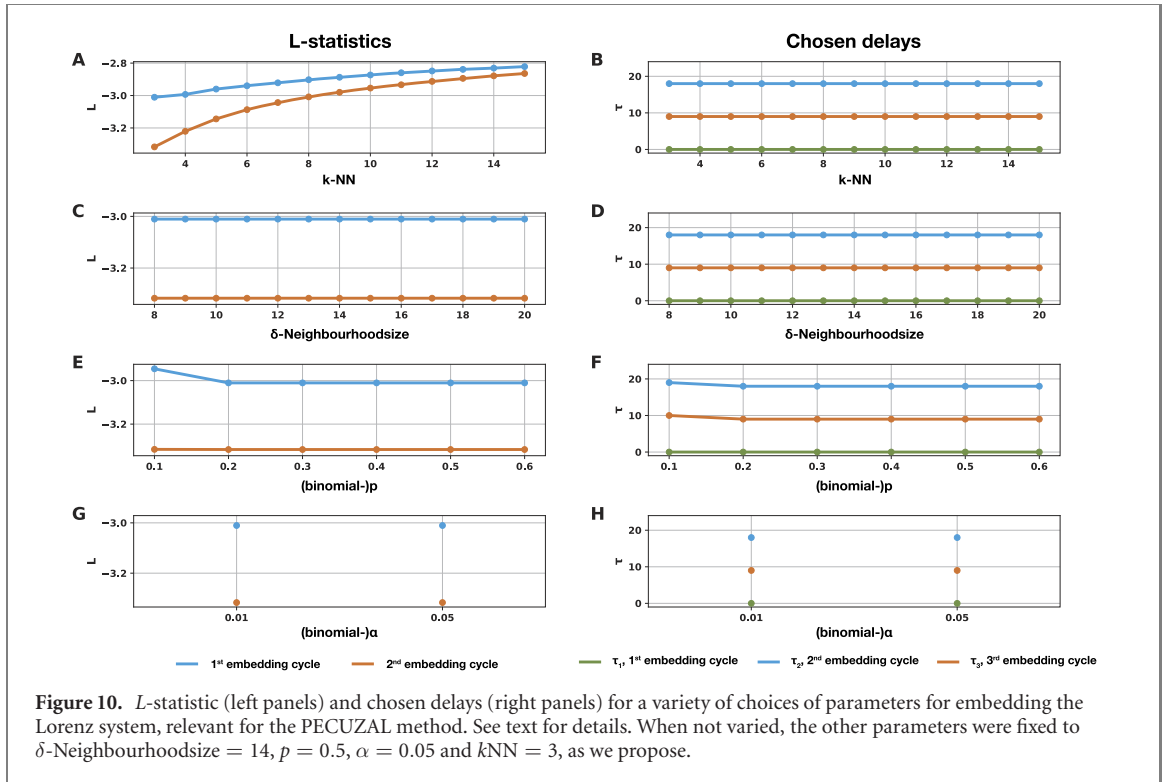 L-statistics
Chosen delays
A
−2.8
−3.0
−3.2
L
4 6 8 10 12 14
k-NN
B
20
10
0
τ
4 6 8 10 12 14
k-NN
C
−3.0
−3.2
L
8 10 12 14 16 18 20
δ-Neighbourhoodsize
D
20
10
0
τ
8 10 12 14 16 18 20
δ-Neighbourhoodsize
E
−3.0
−3.2
L
0.1 0.2 0.3 0.4 0.5 0.6
(binomial-)p
F
20
10
0
τ
0.1 0.2 0.3 0.4 0.5 0.6
(binomial-)p
G
−3.0
−3.2
L
0.01 0.05
(binomial-)α
H
20
10
0
τ
0.01 0.05
(binomial-)α
1st embedding cycle 2nd embedding cycle
τ1, 1st embedding cycle τ2, 2nd embedding cycle τ3, 3rd embedding cycle
Figure 10. L-statistic (left panels) and chosen delays (right panels) for a variety of choices of parameters for embedding the
Lorenz system, relevant for the PECUZAL method. See text for details. When not varied, the other parameters were fixed to
δ-Neighbourhoodsize = 14, p = 0.5, α = 0.05 and kNN = 3, as we propose.